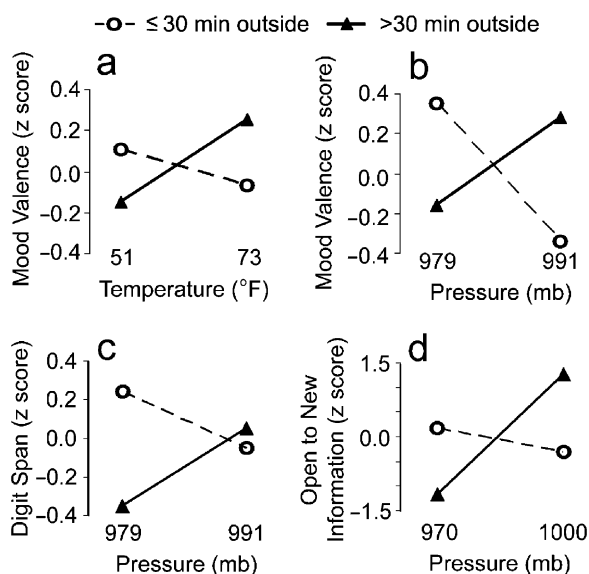 ≤ 30 min outside >30 min outside
a
Mood Valence (z score)
0.4
0.2
0.0
−0.2
−0.4
51 73
Temperature (°F)
b
Mood Valence (z score)
0.4
0.2
0.0
−0.2
−0.4
979 991
Pressure (mb)
c
Digit Span (z score)
0.4
0.2
0.0
−0.2
−0.4
979 991
Pressure (mb)
d
Open to New
Information (z score)
1.5
0.0
−1.5
970 1000
Pressure (mb)